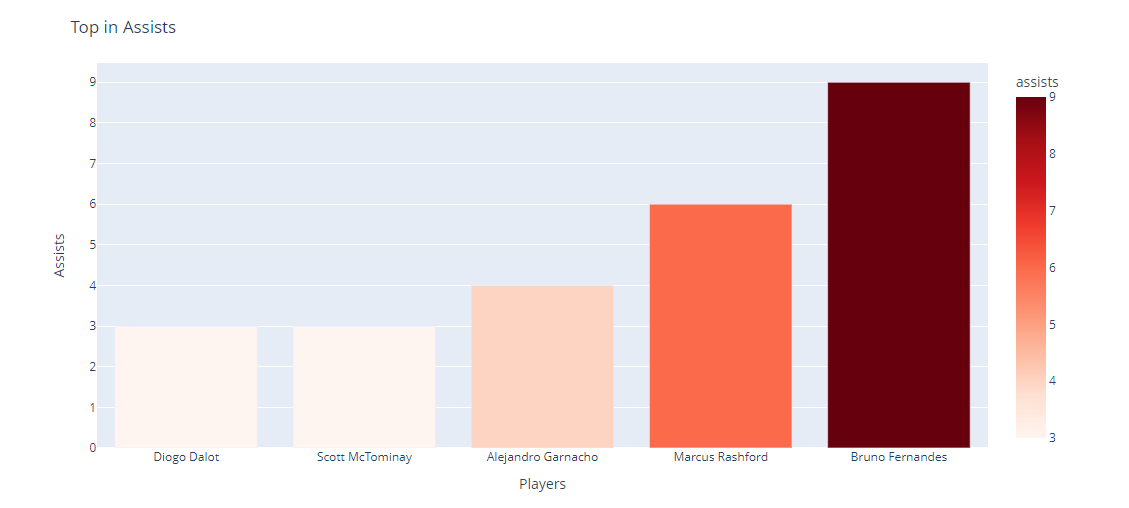 Top in Assists
assists
9
8
7
6
5
4
3
2
1
0
Assists
9
8
7
6
5
4
3
Diogo Dalot
Scott McTominay
Alejandro Garnacho
Marcus Rashford
Bruno Fernandes
Players